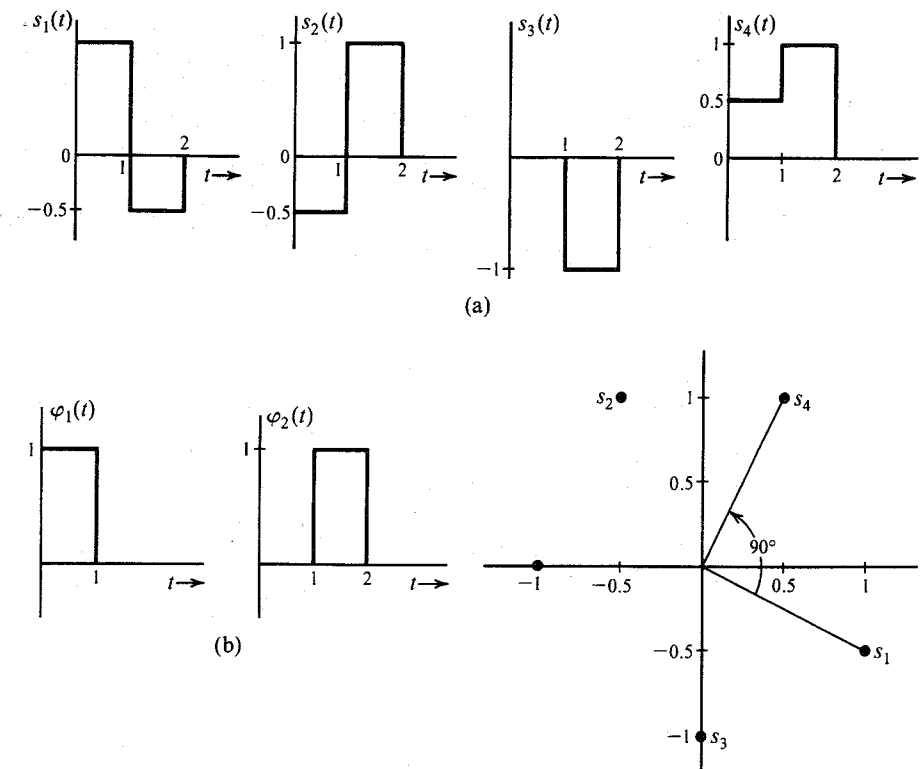 s₁(t)
0
1
2
−0.5
t→
s₂(t)
1
0
1
2
−0.5
t→
s₃(t)
1
2
−1
t→
s₄(t)
1
0.5
0
1
2
t→
(a)
φ₁(t)
1
1
t→
φ₂(t)
1
1
2
t→
(b)
s₂
1
s₄
0.5
90°
−1
−0.5
0.5
1
−0.5
s₁
−1
s₃